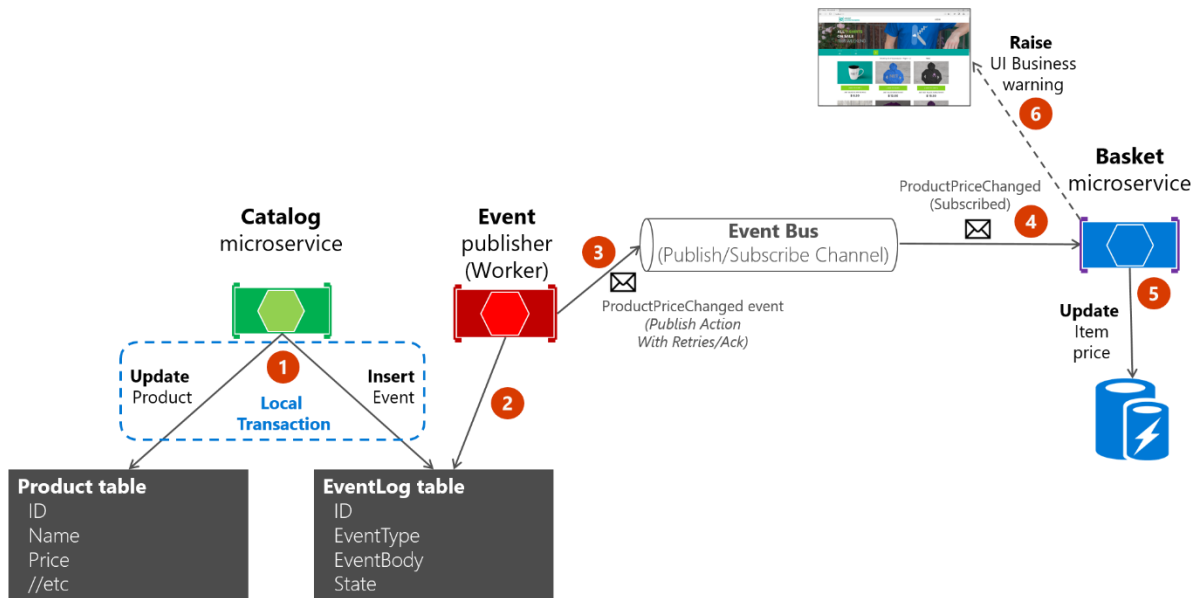 Raise
UI Business
warning
6
Basket
microservice
ProductPriceChanged
(Subscribed)
4
Catalog
microservice
Event
publisher
(Worker)
3
Event Bus
(Publish/Subscribe Channel)
ProductPriceChanged event
(Publish Action
With Retries/Ack)
5
Update
Item
price
1
Update
Product
Insert
Event
Local
Transaction
2
Product table
ID
Name
Price
//etc
EventLog table
ID
EventType
EventBody
State